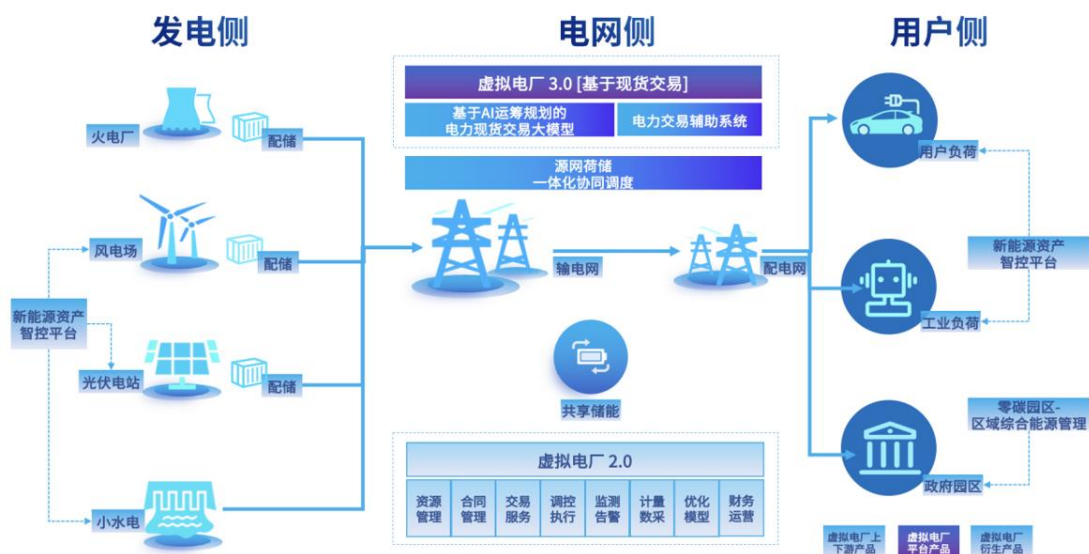 发电侧
电网侧
用户侧
虚拟电厂 3.0 [基于现货交易]
基于AI运筹规划的
电力现货交易大模型
电力交易辅助系统
源网荷储
一体化协同调度
火电厂
配储
风电场
配储
新能源资产
智控平台
光伏电站
配储
小水电
输电网
配电网
共享储能
虚拟电厂 2.0
资源
管理
合同
管理
交易
服务
调控
执行
监测
告警
计量
数采
优化
模型
财务
运营
用户负荷
新能源资产
智控平台
工业负荷
零碳园区-
区域综合能源管理
政府园区
虚拟电厂上
下游产品
虚拟电厂
平台产品
虚拟电厂
衍生产品